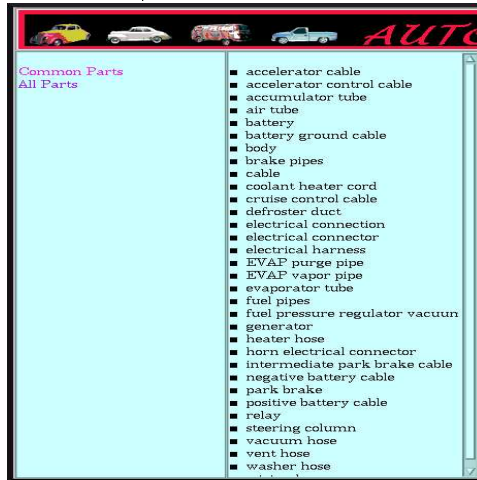 AUTO
Common Parts
All Parts
accelerator cable
accelerator control cable
accumulator tube
air tube
battery
battery ground cable
body
brake pipes
cable
coolant heater cord
cruise control cable
defroster duct
electrical connection
electrical connector
electrical harness
EVAP purge pipe
EVAP vapor pipe
evaporator tube
fuel pipes
fuel pressure regulator vacuun
generator
heater hose
horn electrical connector
intermediate park brake cable
negative battery cable
park brake
positive battery cable
relay
steering column
vacuum hose
vent hose
washer hose